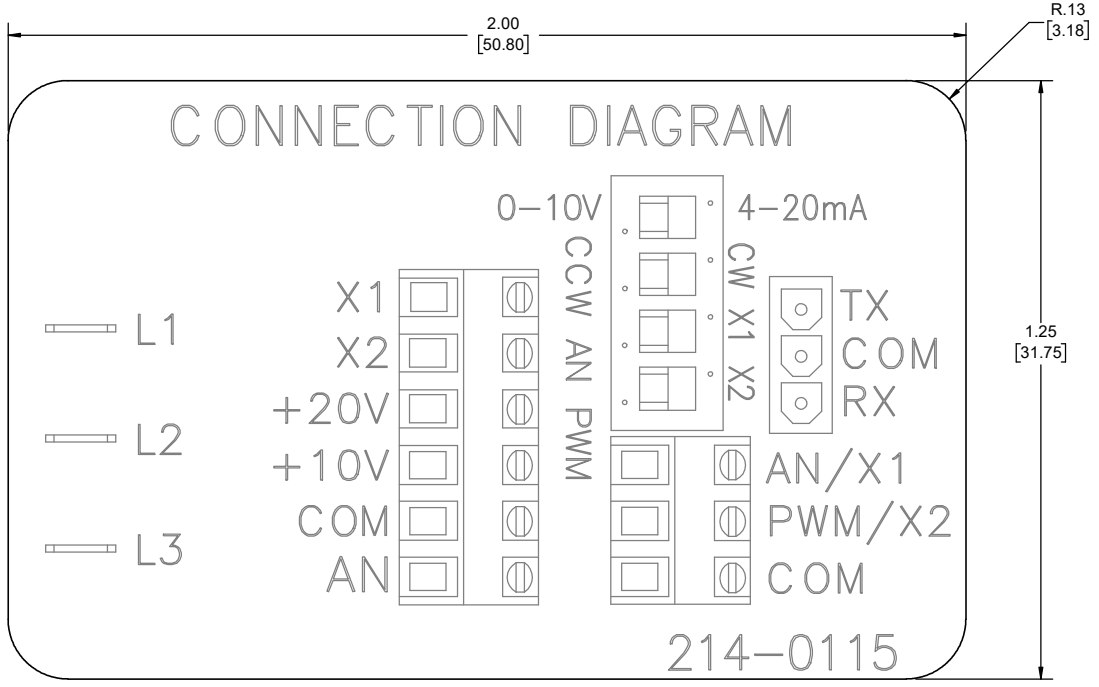 2.00
[50.80]
R.13
[3.18]
CONNECTION DIAGRAM
0-10V
4-20mA
CCW AN PWM
CW X1 X2
X1
X2
+20V
+10V
COM
AN
L1
L2
L3
TX
COM
RX
1.25
[31.75]
AN/X1
PWM/X2
COM
214-0115